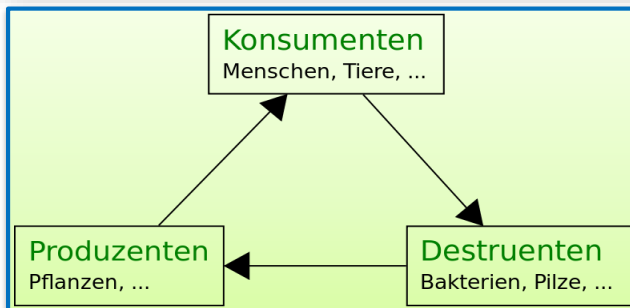 Konsumenten
Menschen, Tiere, ...
Produzenten
Pflanzen, ...
Destruenten
Bakterien, Pilze, ...